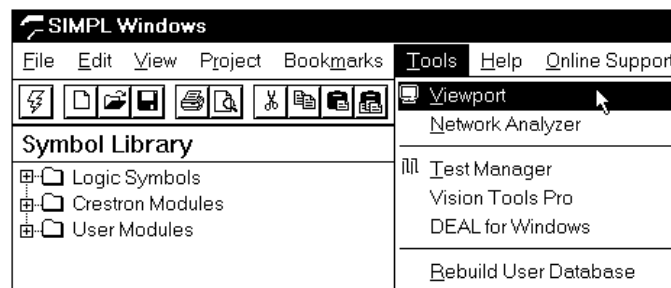 SIMPL Windows
File Edit View Project Bookmarks Tools Help Online Support
Viewport
Network Analyzer
Symbol Library
Test Manager
Logic Symbols
Vision Tools Pro
Crestron Modules
DEAL for Windows
User Modules
Rebuild User Database